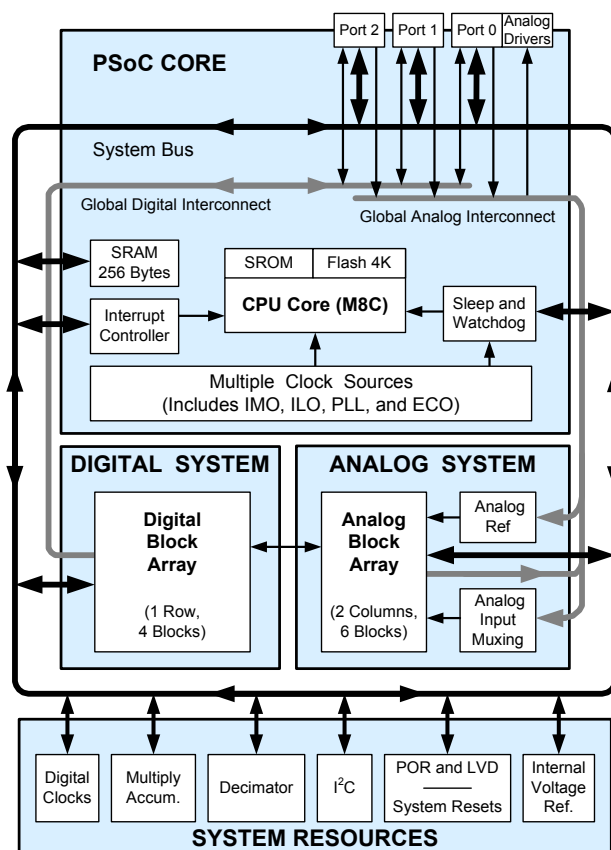 Port 2
Port 1
Port 0
Analog
Drivers
PSoC CORE
System Bus
Global Digital Interconnect
Global Analog Interconnect
SRAM
256 Bytes
SROM
Flash 4K
CPU Core (M8C)
Interrupt
Controller
Sleep and
Watchdog
Multiple Clock Sources
(Includes IMO, ILO, PLL, and ECO)
DIGITAL SYSTEM
Digital
Block
Array
(1 Row,
4 Blocks)
ANALOG SYSTEM
Analog
Block
Array
(2 Columns,
6 Blocks)
Analog
Ref
Analog
Input
Muxing
Digital
Clocks
Multiply
Accum.
Decimator
I²C
POR and LVD
System Resets
Internal
Voltage
Ref.
SYSTEM RESOURCES